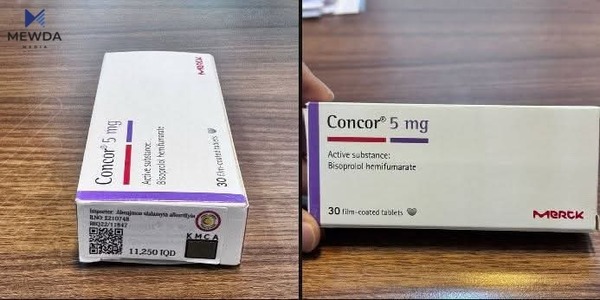 MEWDA
MEDIA
MERCK
Concor® 5 mg
Active substance:
Bisoprolol hemifumarate
30 film-coated tablets
KMCA
11,250 IQD
Concor® 5 mg
Active substance:
Bisoprolol hemifumarate
30 film-coated tablets
MERCK